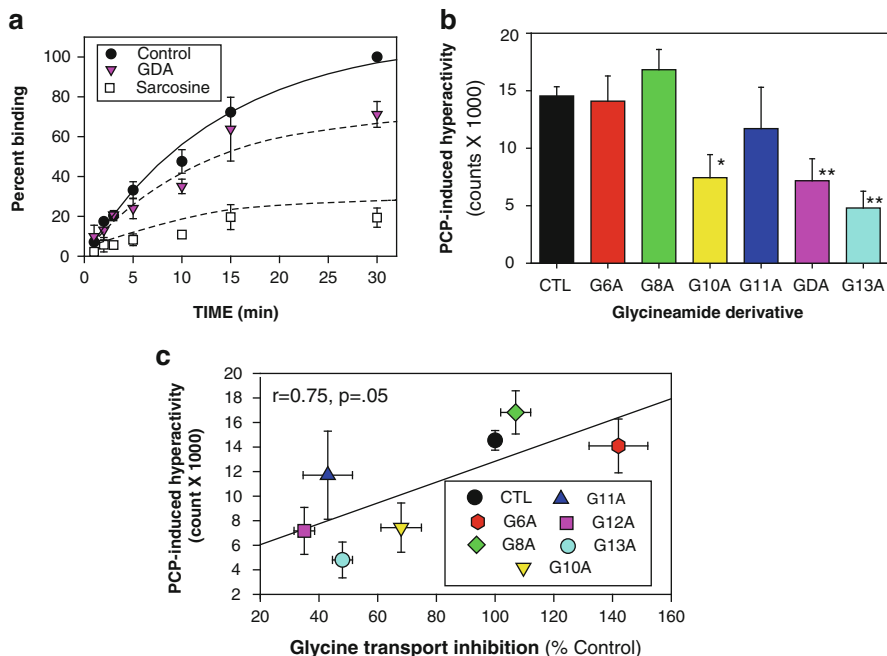 a
Control
GDA
Sarcosine
Percent binding
100
80
60
40
20
0
0 5 10 15 20 25 30
TIME (min)
b
PCP-induced hyperactivity
(counts X 1000)
20
15
10
5
0
*
**
**
CTL G6A G8A G10A G11A GDA G13A
Glycineamide derivative
c
PCP-induced hyperactivity
(count X 1000)
20
18
16
14
12
10
8
6
4
2
r=0.75, p=.05
CTL G11A
G6A G12A
G8A G13A
G10A
20 40 60 80 100 120 140 160
Glycine transport inhibition (% Control)